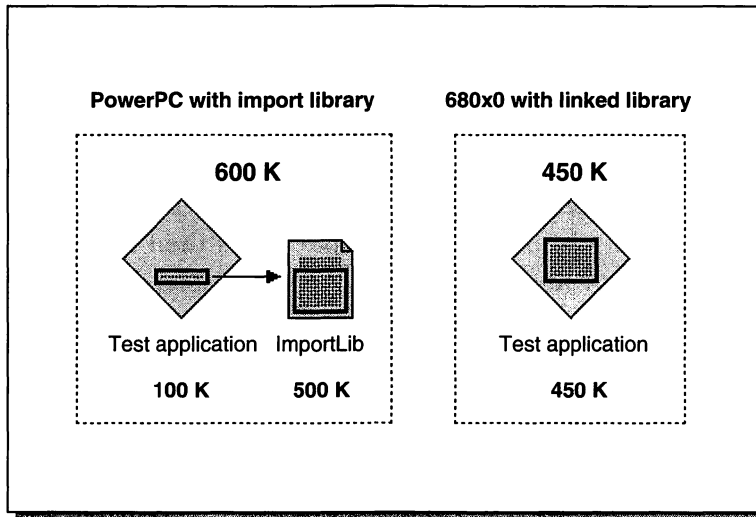 PowerPC with import library
600 K
Test application
ImportLib
100 K
500 K
680x0 with linked library
450 K
Test application
450 K